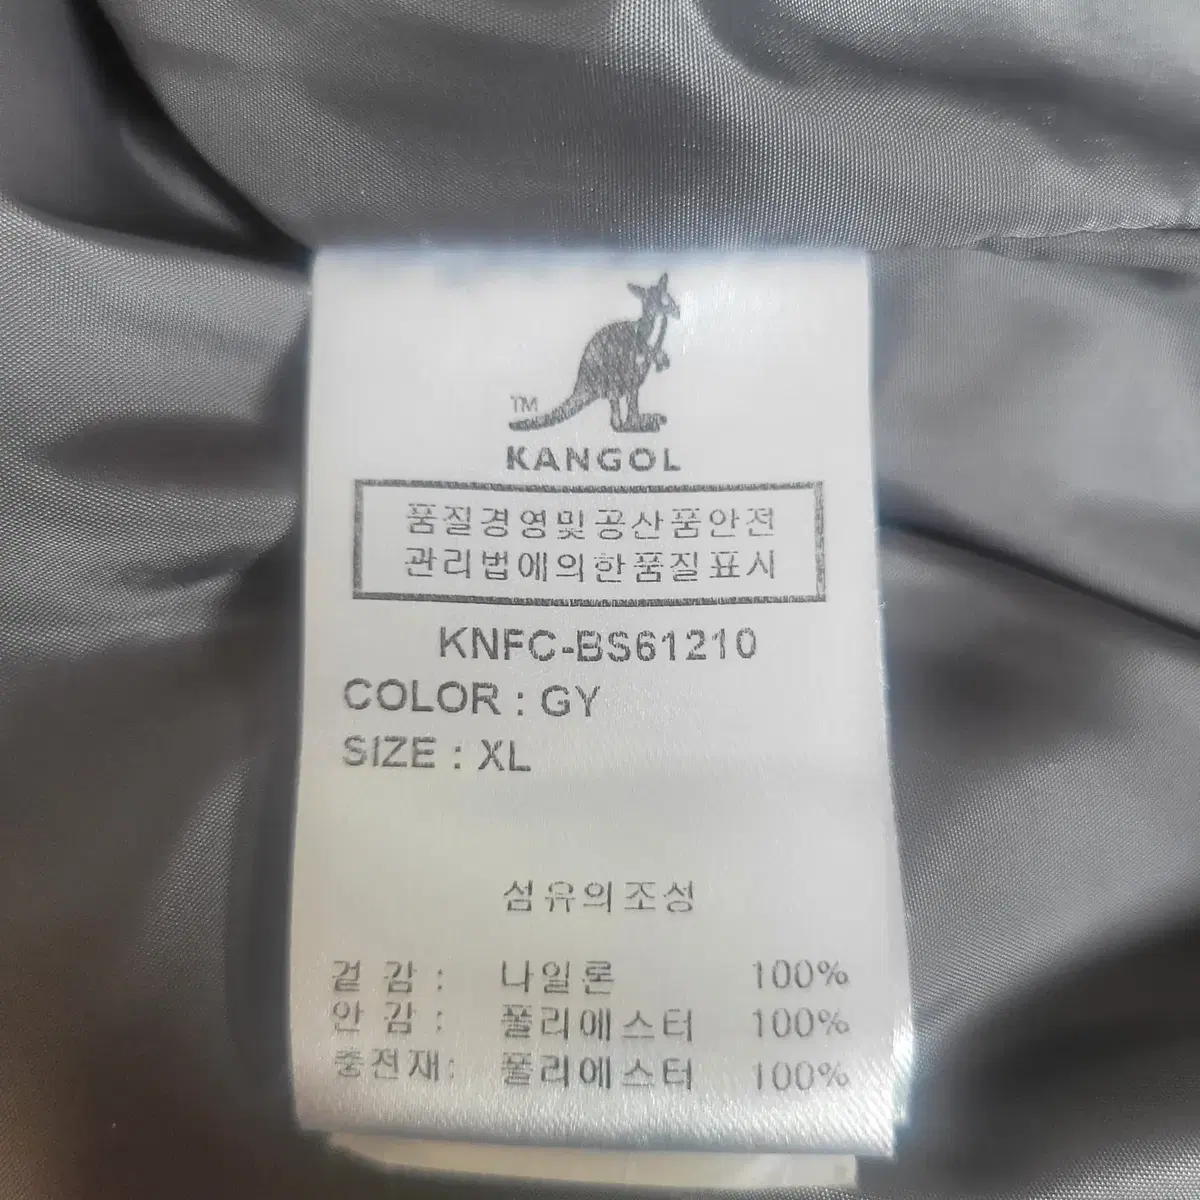 TM
KANGOL
품질경영및공산품안전
관리법에의한품질표시
KNFC-BS61210
COLOR : GY
SIZE : XL
섬유의조성
겉 감 : 나일론 100%
안 감 : 폴리에스터 100%
충전재: 폴리에스터 100%